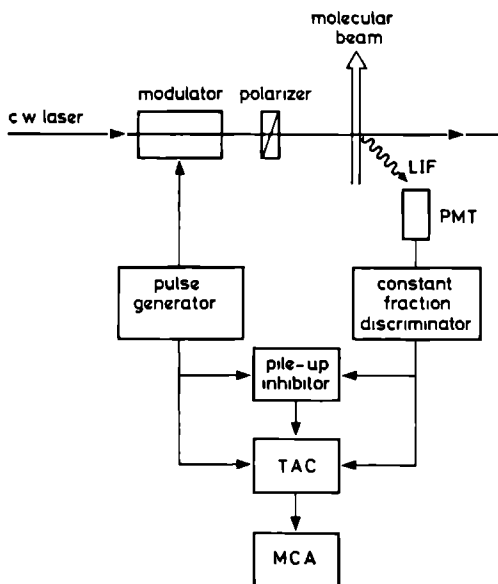 molecular
beam
modulator
polarizer
c w laser
LIF
PMT
pulse
generator
constant
fraction
discriminator
pile-up
inhibitor
TAC
MCA